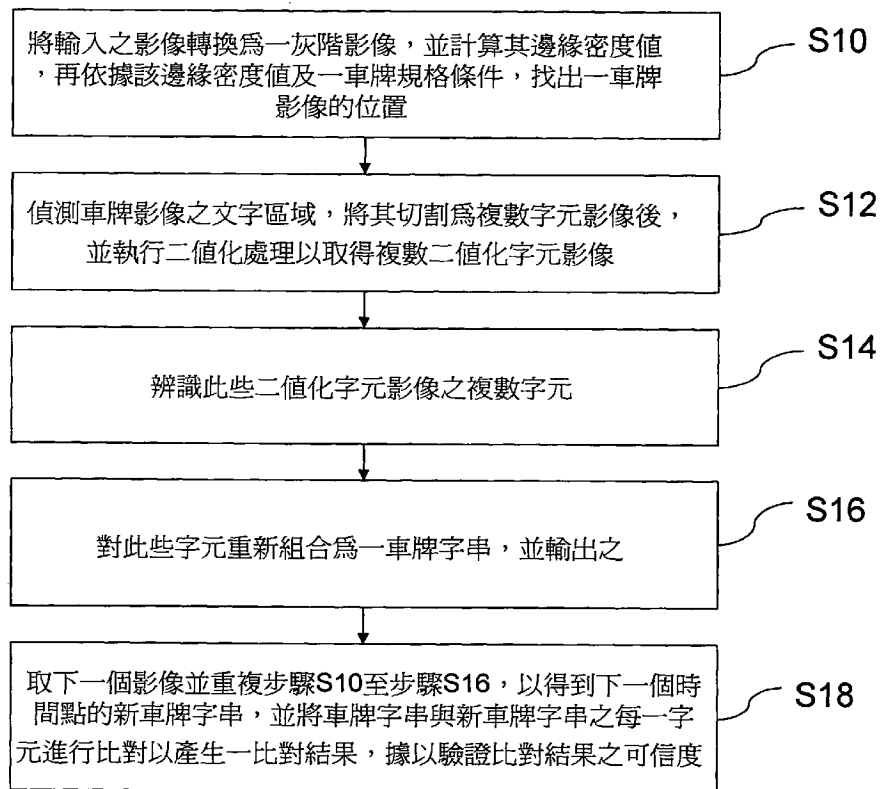 將輸入之影像轉換為一灰階影像，並計算其邊緣密度值
，再依據該邊緣密度值及一車牌規格條件，找出一車牌
影像的位置
S10
偵測車牌影像之文字區域，將其切割為複數字元影像後，
並執行二值化處理以取得複數二值化字元影像
S12
辨識此些二值化字元影像之複數字元
S14
對此些字元重新組合為一車牌字串，並輸出之
S16
取下一個影像並重複步驟S10至步驟S16，以得到下一個時
間點的新車牌字串，並將車牌字串與新車牌字串之每一字
元進行比對以產生一比對結果，據以驗證比對結果之可信度
S18